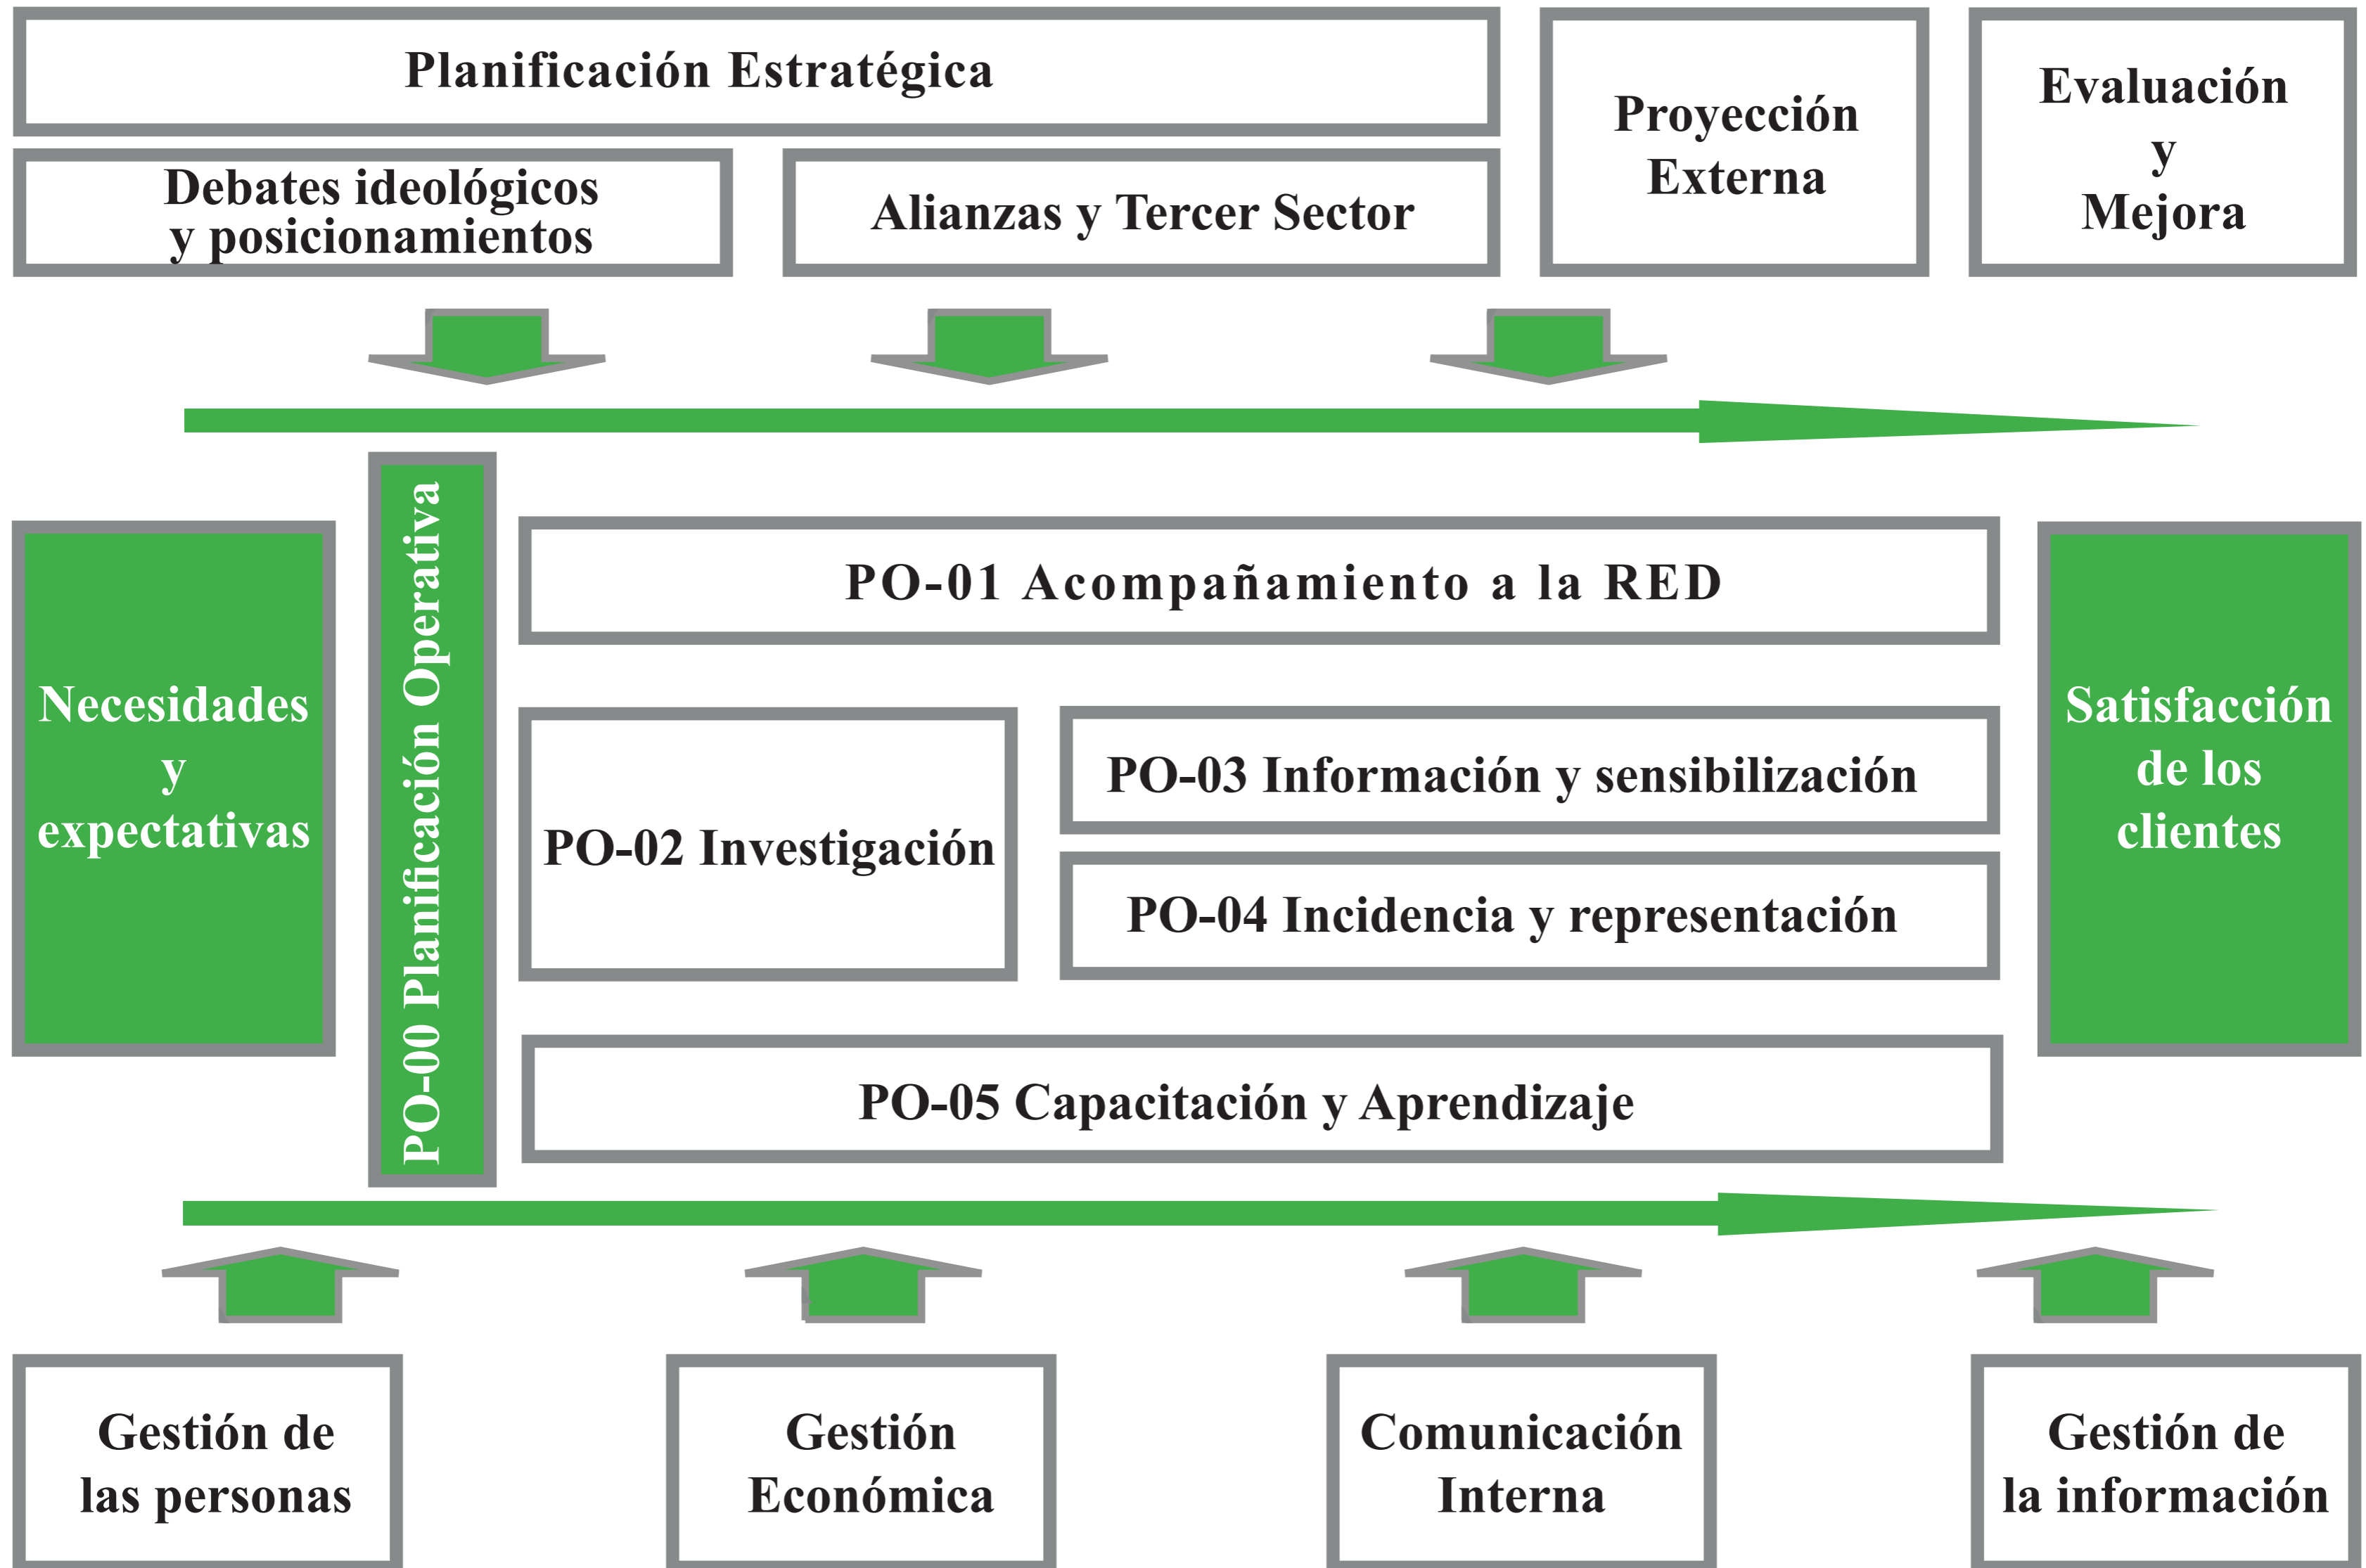 Planificación Estratégica
Debates ideológicos
y posicionamientos
Alianzas y Tercer Sector
Proyección
Externa
Evaluación
y
Mejora
Necesidades
y
expectativas
PO-00 Planificación Operativa
PO-01 Acompañamiento a la RED
PO-02 Investigación
PO-03 Información y sensibilización
PO-04 Incidencia y representación
PO-05 Capacitación y Aprendizaje
Satisfacción
de los
clientes
Gestión de
las personas
Gestión
Económica
Comunicación
Interna
Gestión de
la información